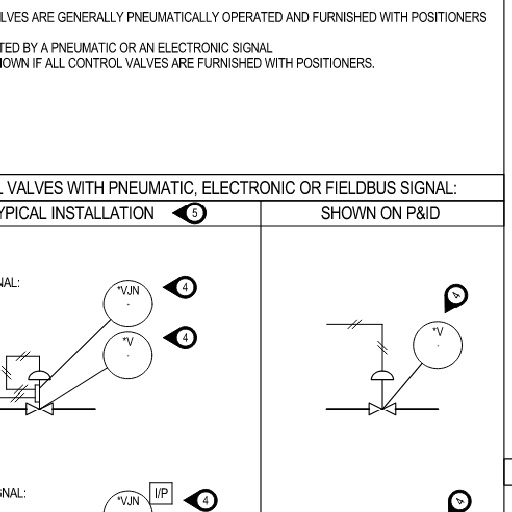 LVES ARE GENERALLY PNEUMATICALLY OPERATED AND FURNISHED WITH POSITIONERS
TED BY A PNEUMATIC OR AN ELECTRONIC SIGNAL
OWN IF ALL CONTROL VALVES ARE FURNISHED WITH POSITIONERS.
L VALVES WITH PNEUMATIC, ELECTRONIC OR FIELDBUS SIGNAL:
YPICAL INSTALLATION 5
SHOWN ON P&ID
NAL:
*VJN
-
4
*V
-
4
4
*V
-
GNAL:
*VJN
I/P
4
4